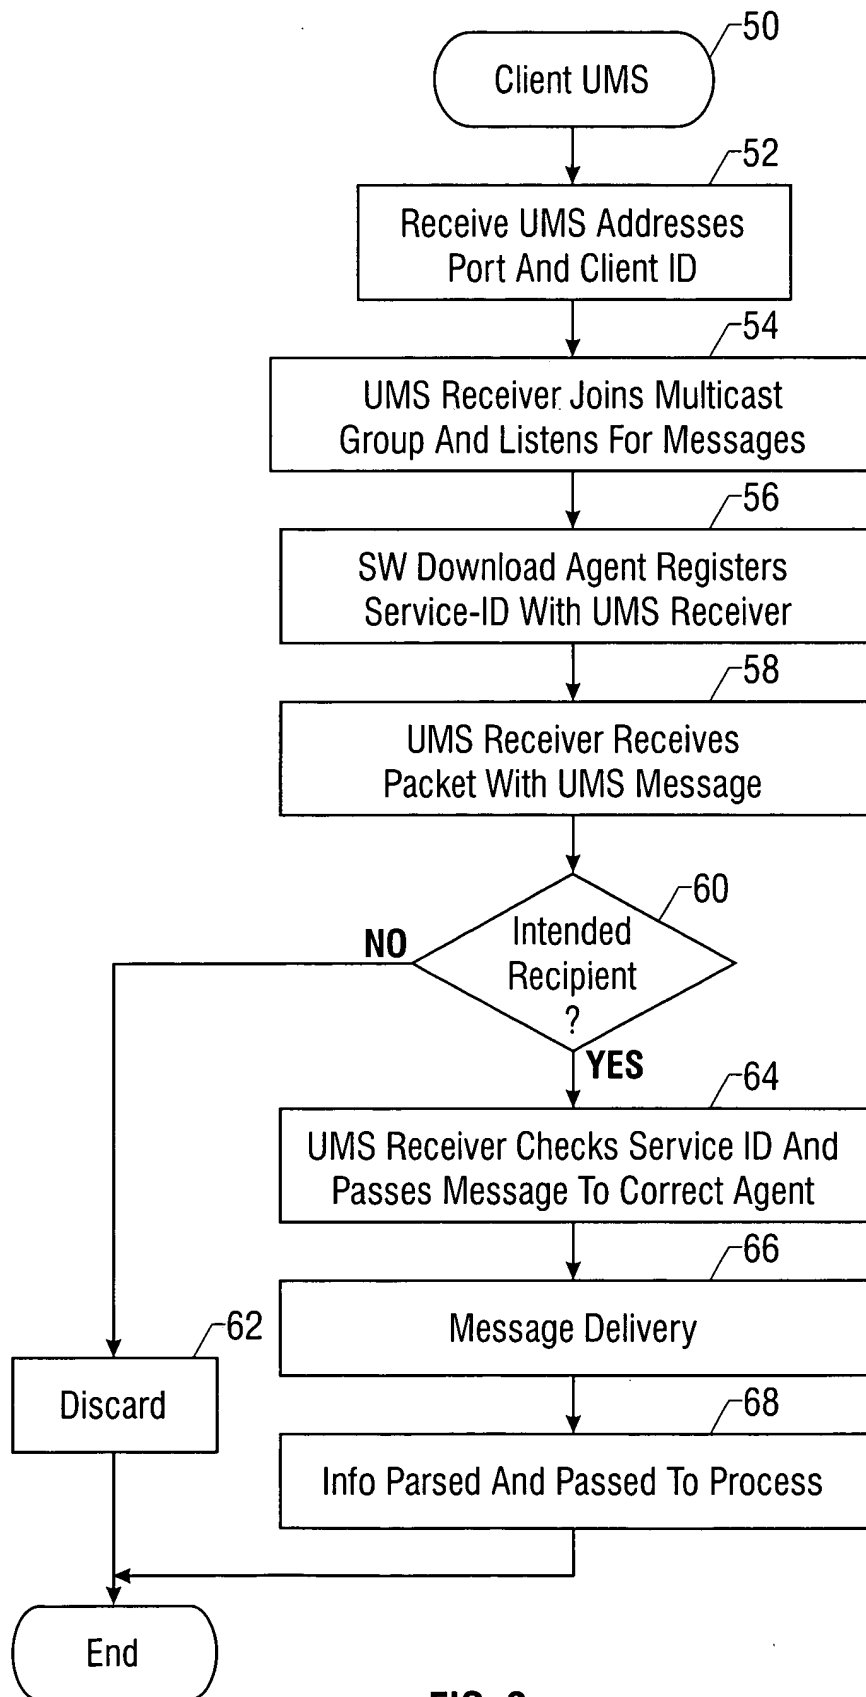 50
Client UMS
52
Receive UMS Addresses
Port And Client ID
54
UMS Receiver Joins Multicast
Group And Listens For Messages
56
SW Download Agent Registers
Service-ID With UMS Receiver
58
UMS Receiver Receives
Packet With UMS Message
60
Intended
Recipient
?
NO
YES
64
UMS Receiver Checks Service ID And
Passes Message To Correct Agent
66
Message Delivery
62
Discard
68
Info Parsed And Passed To Process
End
FIG.